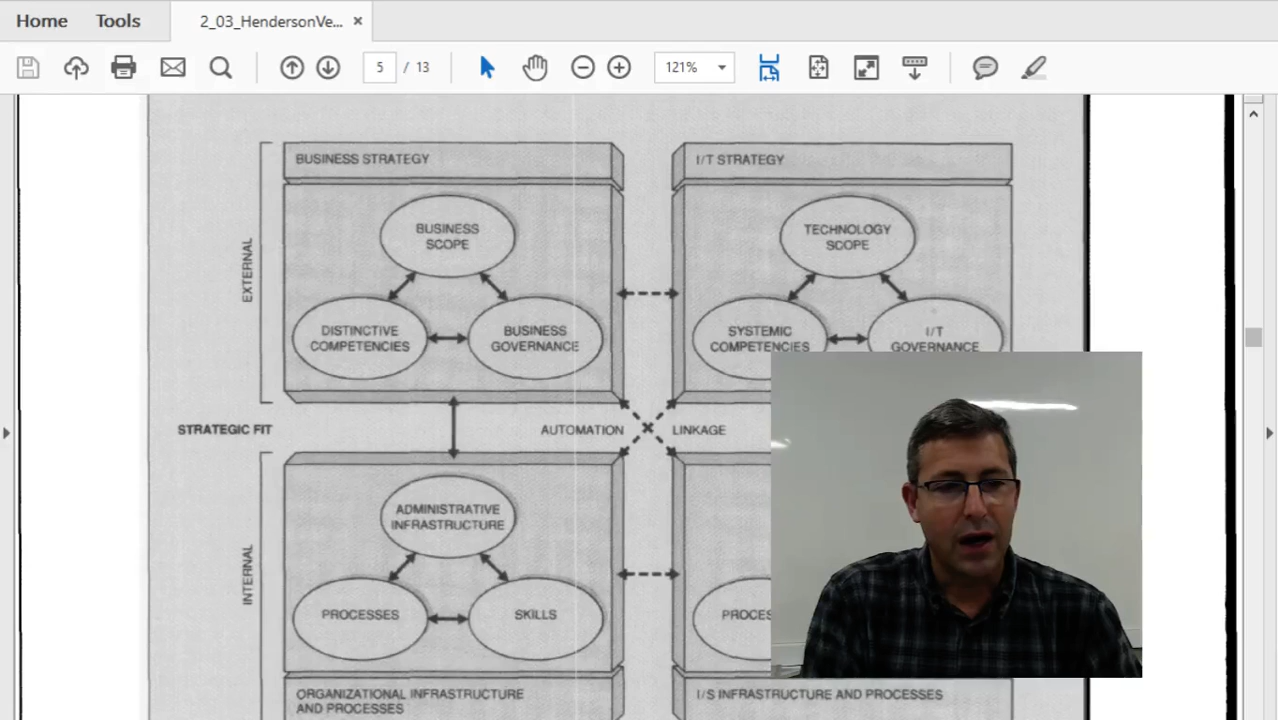 Home Tools 2_03_HendersonVe... ×
5 / 13 121%
BUSINESS STRATEGY
I/T STRATEGY
EXTERNAL
BUSINESS
SCOPE
DISTINCTIVE
COMPETENCIES
BUSINESS
GOVERNANCE
TECHNOLOGY
SCOPE
SYSTEMIC
COMPETENCIES
I/T
GOVERNANCE
STRATEGIC FIT
AUTOMATION
LINKAGE
INTERNAL
ADMINISTRATIVE
INFRASTRUCTURE
PROCESSES
SKILLS
PROCES
ORGANIZATIONAL INFRASTRUCTURE
AND PROCESSES
I/S INFRASTRUCTURE AND PROCESSES